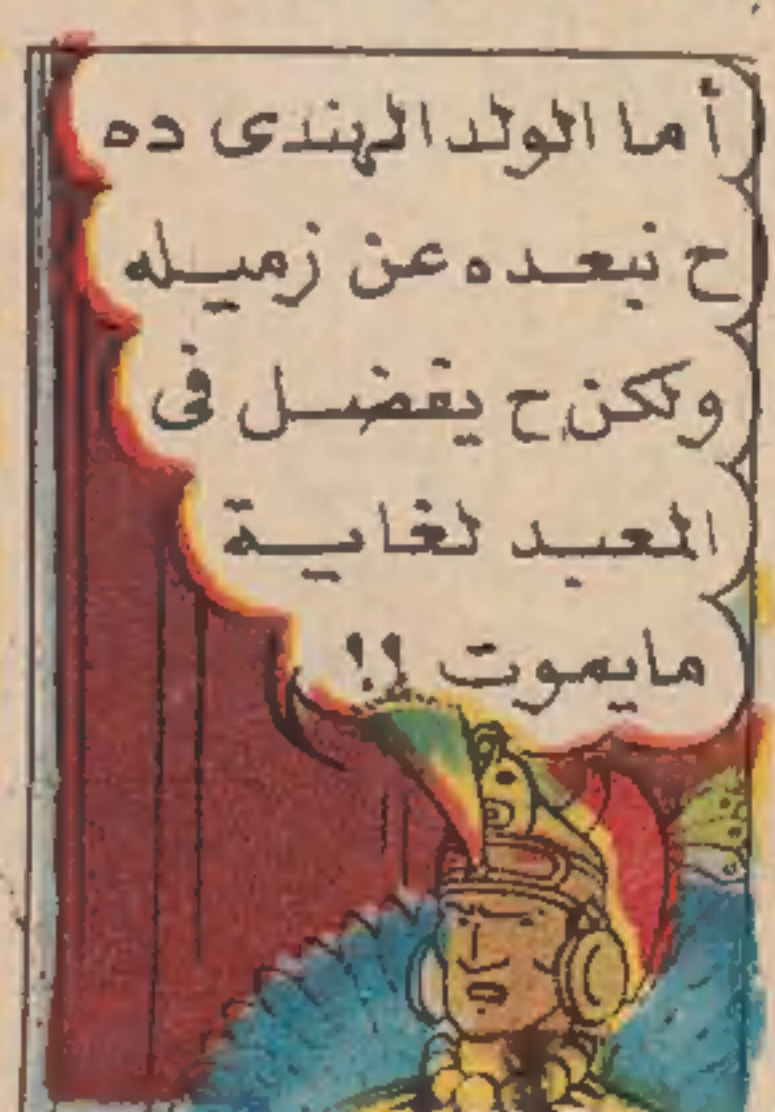 أما الولد الهندى ده
ح نبعده عن زميله
ولكن ح يفضل فى
المعبد لغاية
مايموت !!